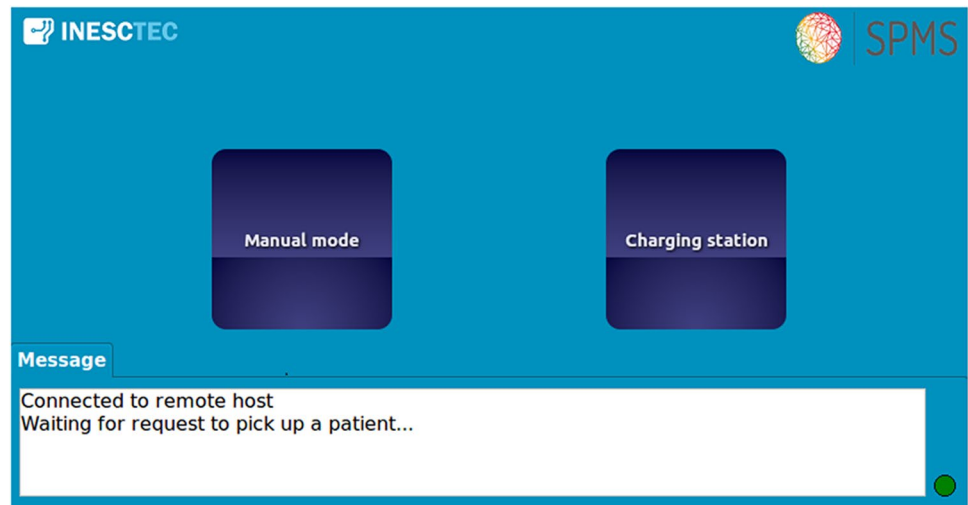 INESCTEC
SPMS
Manual mode
Charging station
Message
Connected to remote host
Waiting for request to pick up a patient...